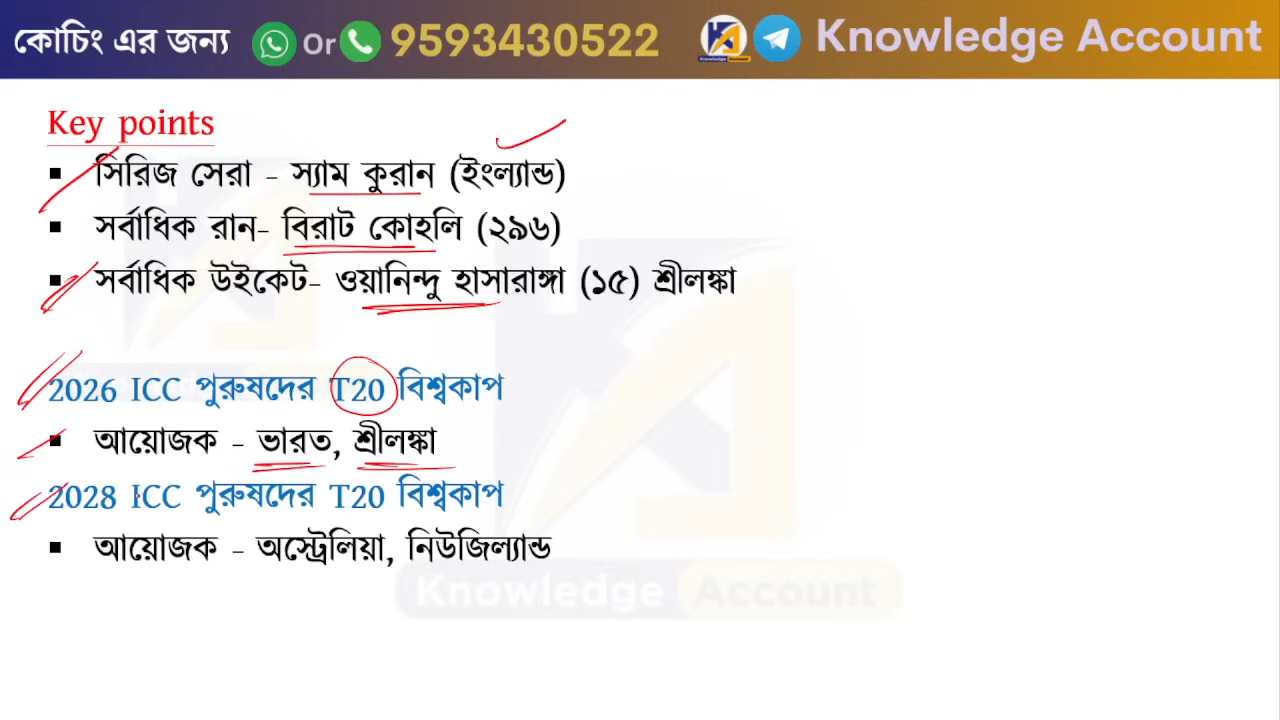 কোচিং এর জন্য Or 9593430522 Knowledge Account
Key points
▪ সিরিজ সেরা - স্যাম কুরান (ইংল্যান্ড)
▪ সর্বাধিক রান- বিরাট কোহলি (২৯৬)
▪ সর্বাধিক উইকেট- ওয়ানিন্দু হাসারাঙ্গা (১৫) শ্রীলঙ্কা
2026 ICC পুরুষদের T20 বিশ্বকাপ
▪ আয়োজক - ভারত, শ্রীলঙ্কা
2028 ICC পুরুষদের T20 বিশ্বকাপ
▪ আয়োজক - অস্ট্রেলিয়া, নিউজিল্যান্ড
Knowledge Account